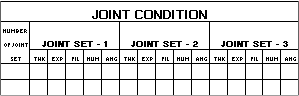 JOINT CONDITION
NUMBER
OF JOINT
SET
JOINT SET - 1 JOINT SET - 2 JOINT SET - 3
THK EXP FIL NUM ANG THK EXP FIL NUM ANG THK EXP FIL NUM ANG